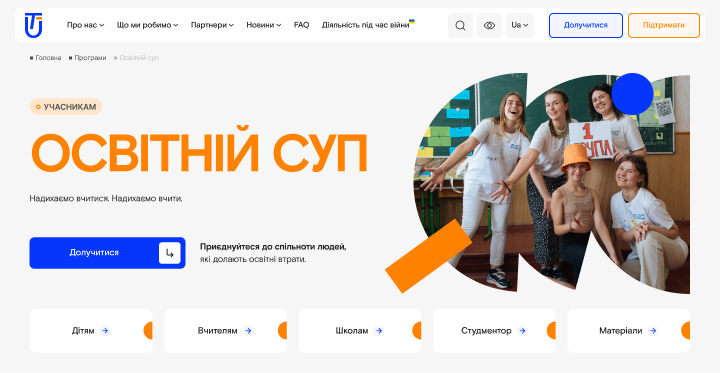 Про нас Що ми робимо Партнери Новини FAQ Діяльність під час війни Ua Долучитися Підтримати
Головна Програми Освітній суп
УЧАСНИКАМ
ОСВІТНІЙ СУП
Надихаємо вчитися. Надихаємо вчити.
Долучитися
Приєднуйтеся до спільноти людей,
які долають освітні втрати.
1
ГРУПА
Дітям Вчителям Школам Студментор Матеріали